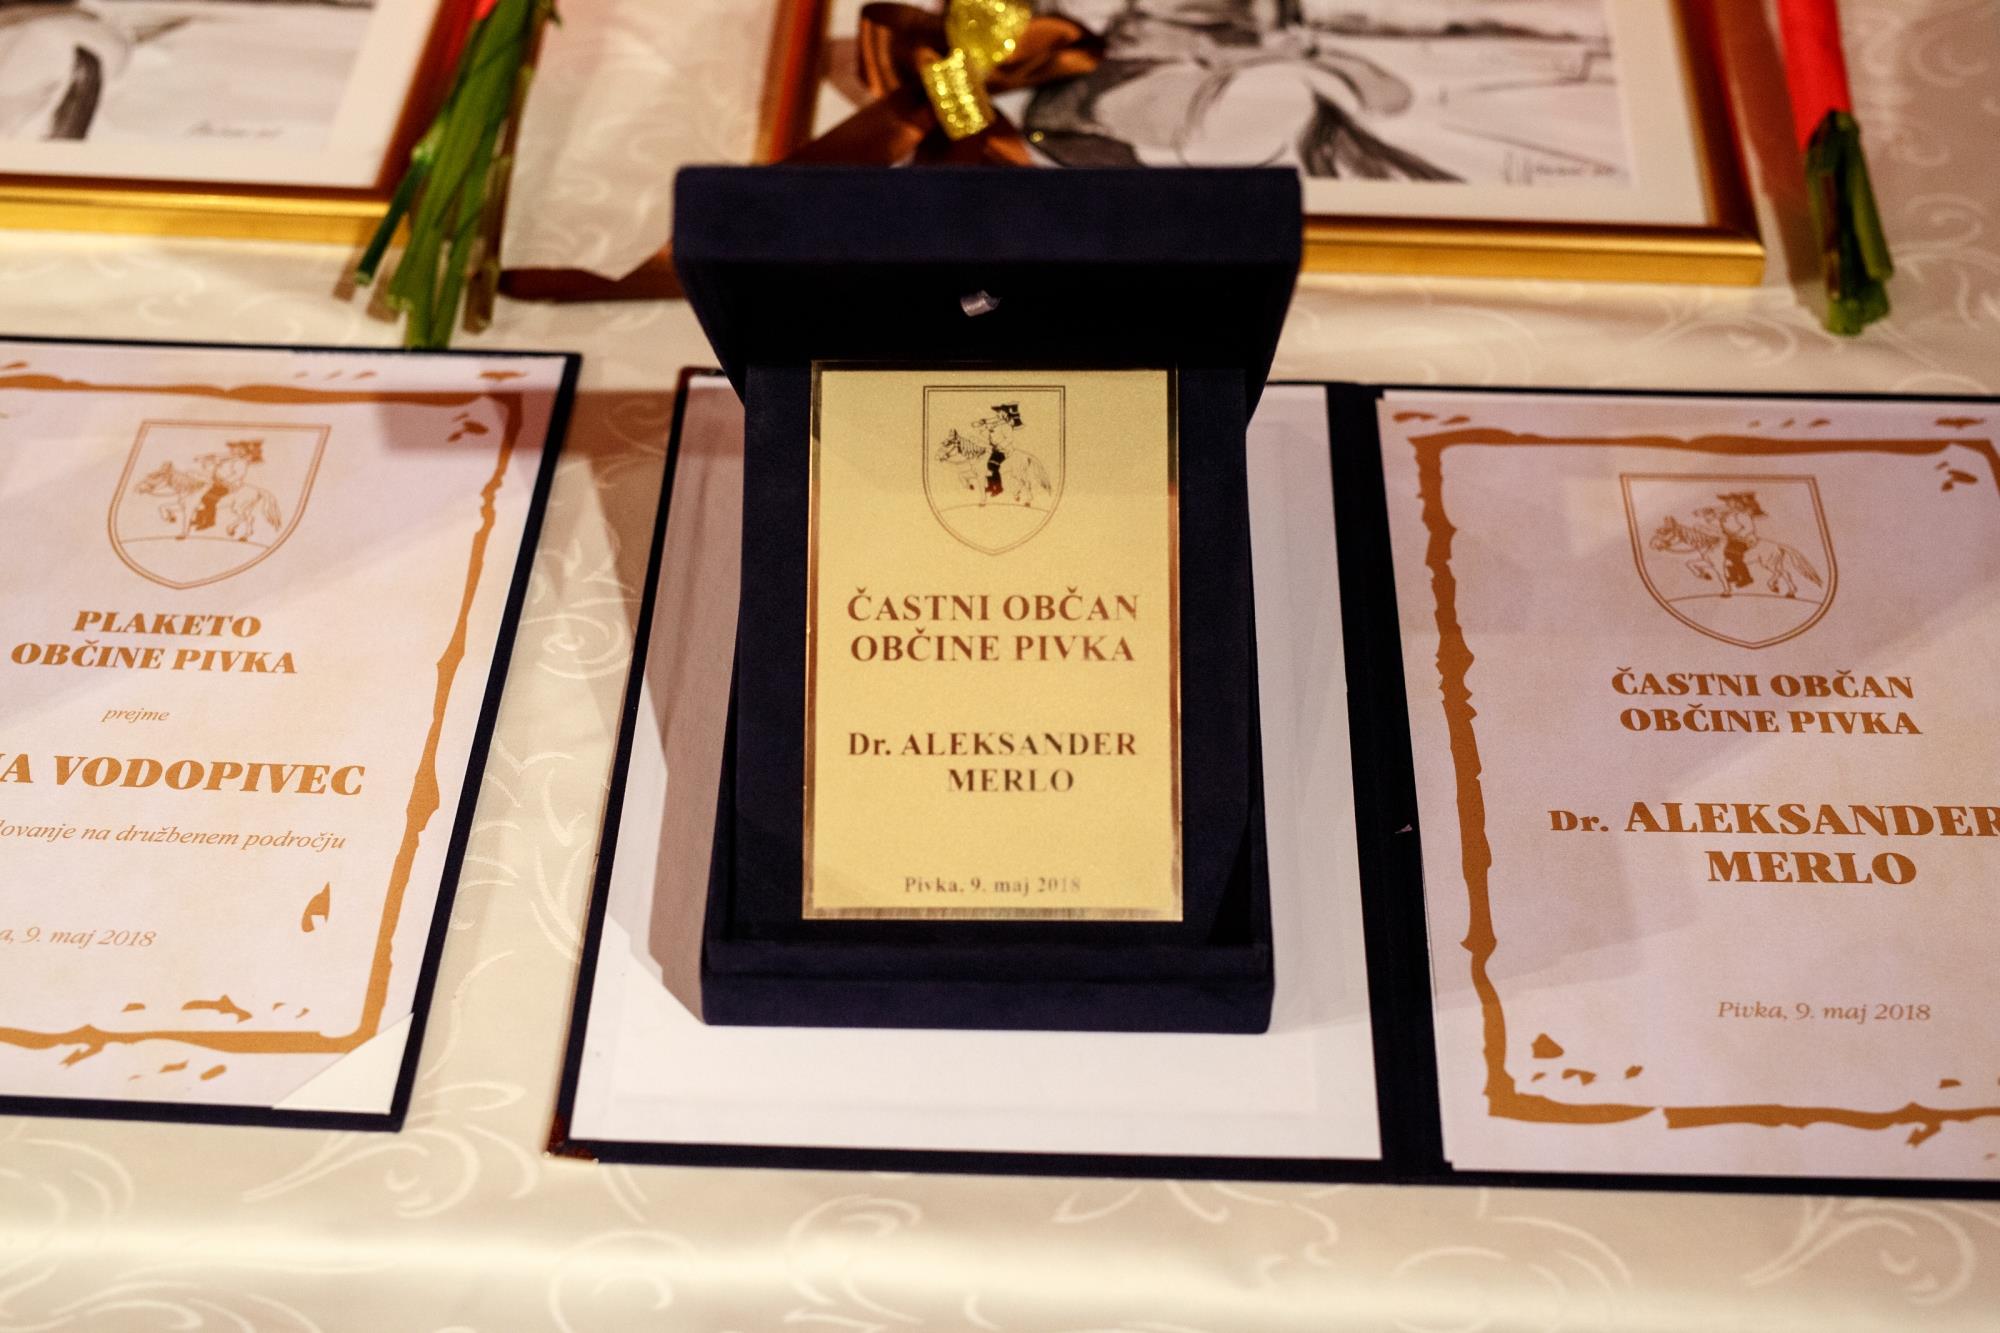 PLAKETO
OBČINE PIVKA
prejme
VODOPIVEC
na družbenem področju
9. maj 2018
ČASTNI OBČAN
OBČINE PIVKA
Dr. ALEKSANDER
MERLO
Pivka, 9. maj 2018
ČASTNI OBČAN
OBČINE PIVKA
Dr. ALEKSANDER
MERLO
Pivka, 9. maj 2018